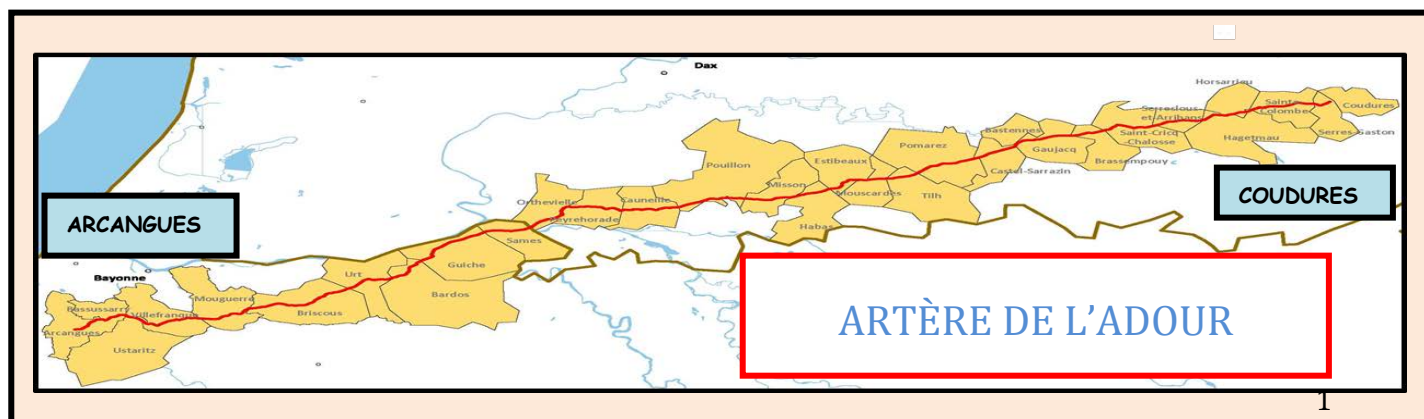 Dax
Horsarrieu
Serreslous-
et-Arribans
Sainte
Colombe
Coudures
Bastennes
Pomarez
Gaujacq
Saint-Cricq
Chalosse
Hagetmau
Serres-Gaston
Brassempouy
Estibeaux
Pouillon
Castel-Sarrazin
Misson
Mouscardès
Tilh
Habas
Orthevielle
Cauneille
Peyrehorade
COUDURES
ARCANGUES
Sames
Guiche
Urt
Bardos
Bayonne
Mouguerre
Briscous
Bassussarry
Villefranque
Arcangues
Ustaritz
ARTÈRE DE L’ADOUR
1